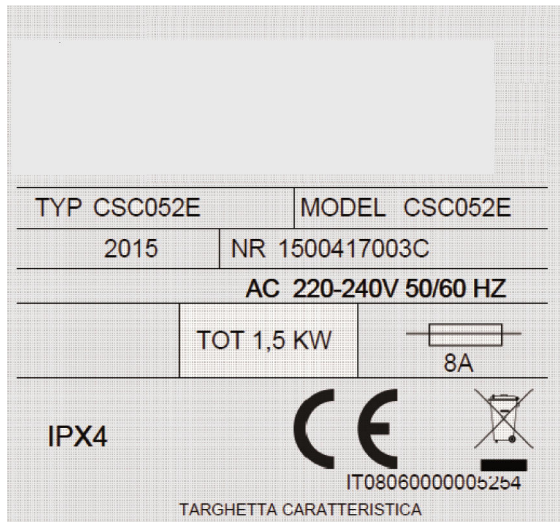 TYP CSC052E MODEL CSC052E
2015 NR 1500417003C
AC 220-240V 50/60 HZ
TOT 1,5 KW
8A
IPX4 CE
IT08060000005254
TARGHETTA CARATTERISTICA